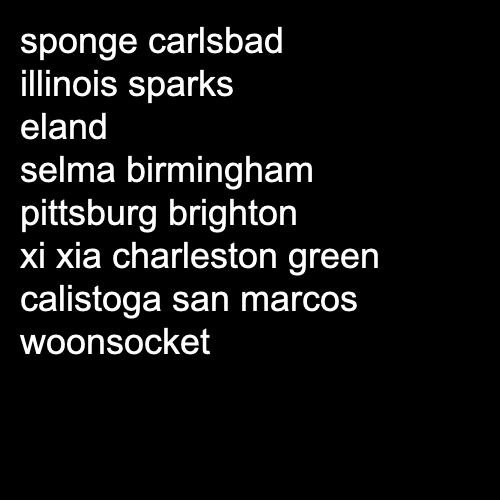 sponge carlsbad
illinois sparks
eland
selma birmingham
pittsburg brighton
xi xia charleston green
calistoga san marcos
woonsocket